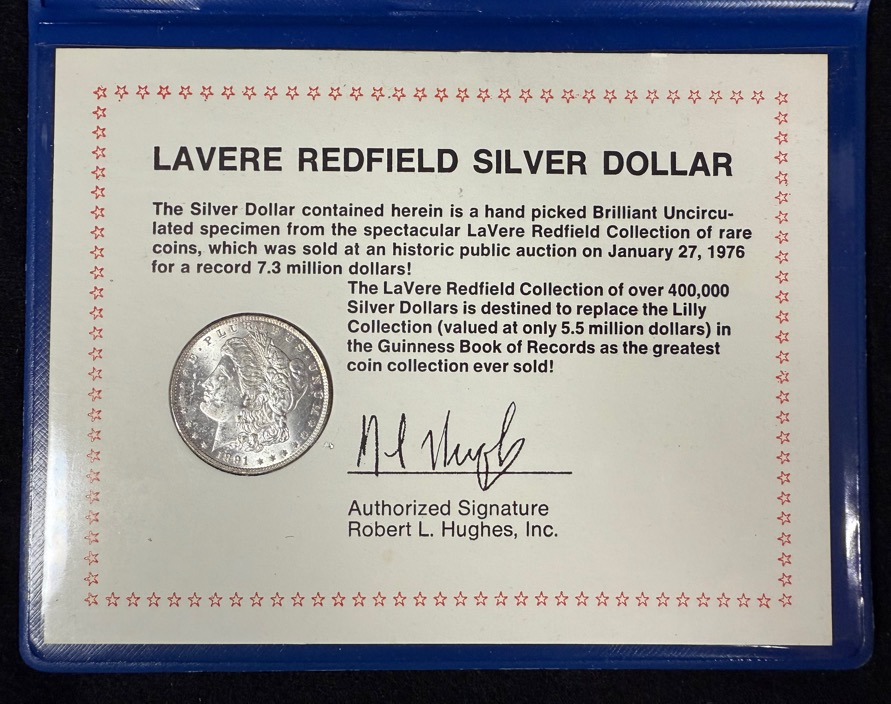 LAVERE REDFIELD SILVER DOLLAR
The Silver Dollar contained herein is a hand picked Brilliant Uncircu-
lated specimen from the spectacular LaVere Redfield Collection of rare
coins, which was sold at an historic public auction on January 27, 1976
for a record 7.3 million dollars!
The LaVere Redfield Collection of over 400,000
Silver Dollars is destined to replace the Lilly
Collection (valued at only 5.5 million dollars) in
the Guinness Book of Records as the greatest
coin collection ever sold!
E·PLURIBUS·UNUM
1891
Authorized Signature
Robert L. Hughes, Inc.